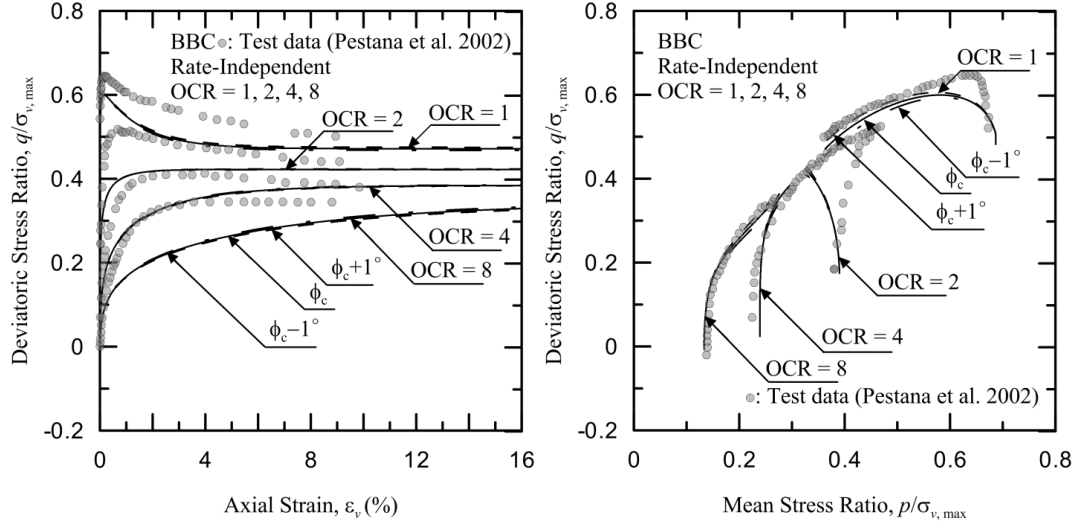 0.8
0.6
0.4
0.2
0
-0.2
Deviatoric Stress Ratio, q/σv, max
BBC : Test data (Pestana et al. 2002)
Rate-Independent
OCR = 1, 2, 4, 8
OCR = 2
OCR = 1
OCR = 4
OCR = 8
ϕc+1°
ϕc
ϕc−1°
0 4 8 12 16
Axial Strain, εv (%)
0.8
0.6
0.4
0.2
0
-0.2
Deviatoric Stress Ratio, q/σv, max
BBC
Rate-Independent
OCR = 1, 2, 4, 8
OCR = 1
ϕc−1°
ϕc
ϕc+1°
OCR = 2
OCR = 4
OCR = 8
: Test data (Pestana et al. 2002)
0 0.2 0.4 0.6 0.8
Mean Stress Ratio, p/σv, max